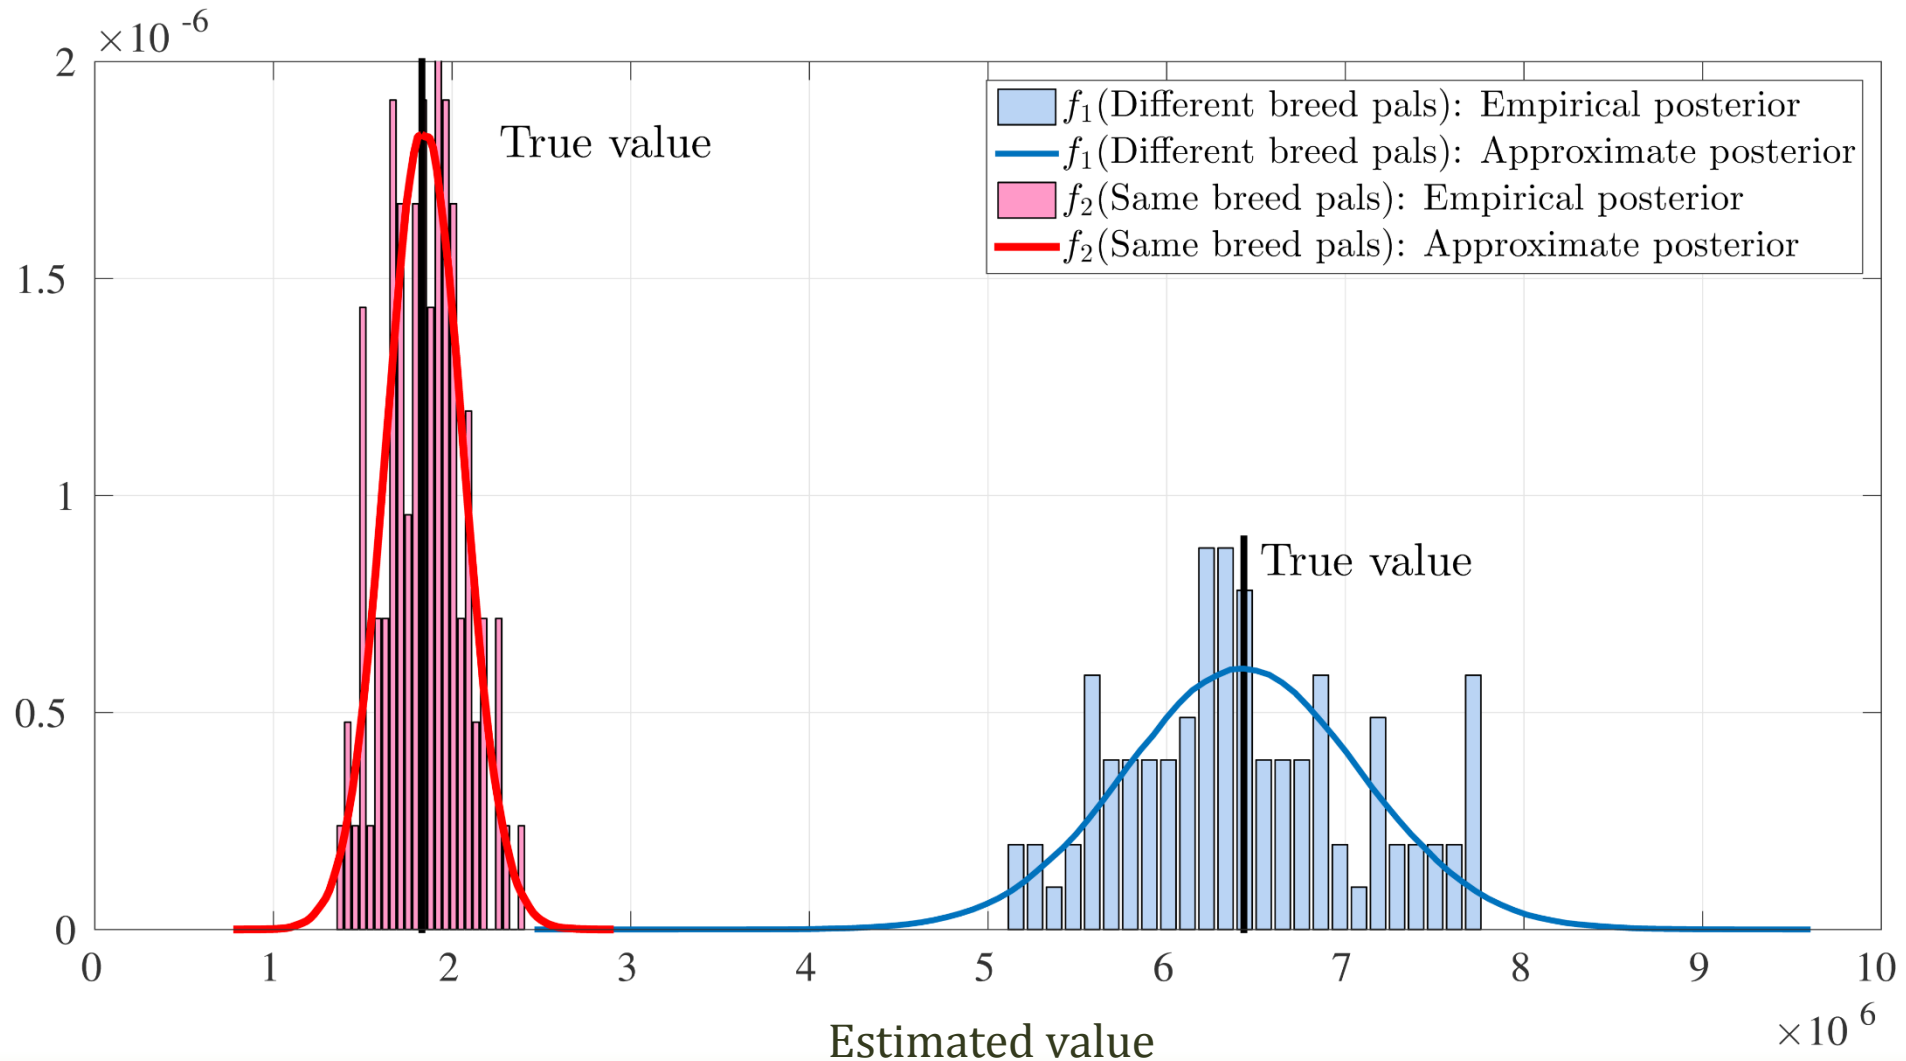 ×10 -6
2
1.5
1
0.5
0
True value
f1(Different breed pals): Empirical posterior
f1(Different breed pals): Approximate posterior
f2(Same breed pals): Empirical posterior
f2(Same breed pals): Approximate posterior
True value
0 1 2 3 4 5 6 7 8 9 10
×10 6
Estimated value